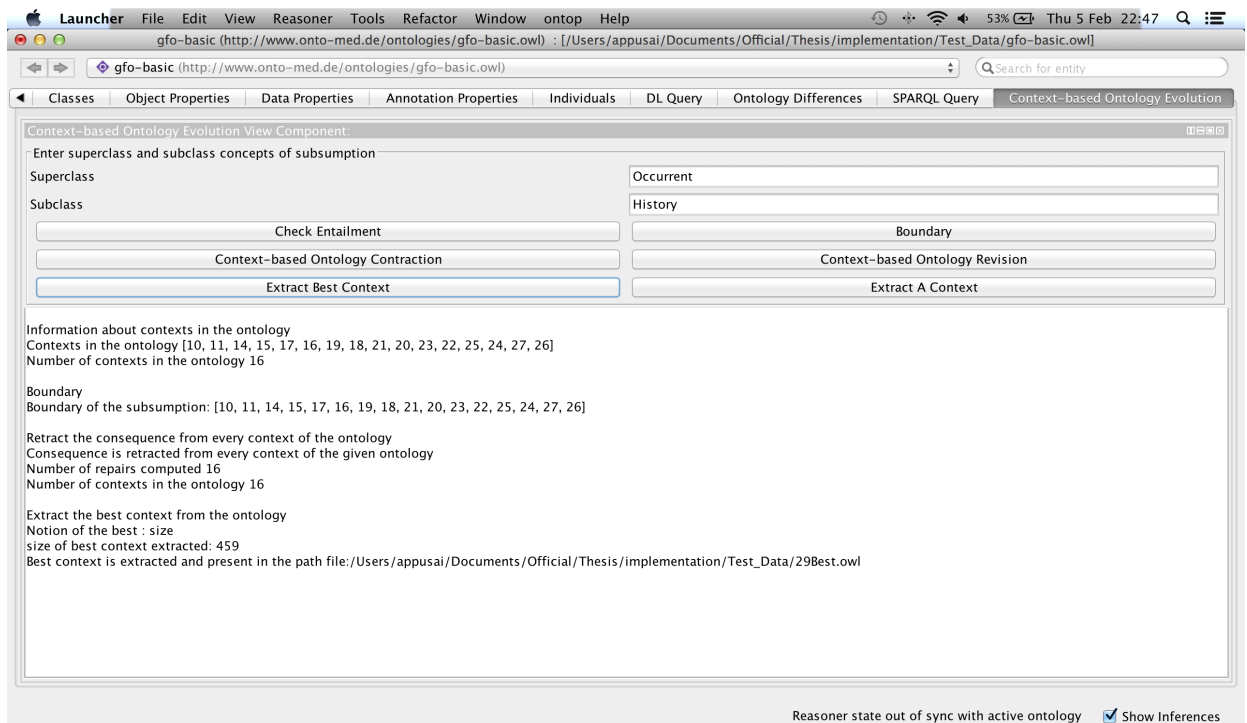 Launcher File Edit View Reasoner Tools Refactor Window ontop Help 53% Thu 5 Feb 22:47
gfo-basic (http://www.onto-med.de/ontologies/gfo-basic.owl) : [/Users/appusai/Documents/Official/Thesis/implementation/Test_Data/gfo-basic.owl]
gfo-basic (http://www.onto-med.de/ontologies/gfo-basic.owl) Search for entity
Classes Object Properties Data Properties Annotation Properties Individuals DL Query Ontology Differences SPARQL Query Context-based Ontology Evolution
Context-based Ontology Evolution View Component:
Enter superclass and subclass concepts of subsumption
Superclass Occurrent
Subclass History
Check Entailment Boundary
Context-based Ontology Contraction Context-based Ontology Revision
Extract Best Context Extract A Context
Information about contexts in the ontology
Contexts in the ontology [10, 11, 14, 15, 17, 16, 19, 18, 21, 20, 23, 22, 25, 24, 27, 26]
Number of contexts in the ontology 16
Boundary
Boundary of the subsumption: [10, 11, 14, 15, 17, 16, 19, 18, 21, 20, 23, 22, 25, 24, 27, 26]
Retract the consequence from every context of the ontology
Consequence is retracted from every context of the given ontology
Number of repairs computed 16
Number of contexts in the ontology 16
Extract the best context from the ontology
Notion of the best : size
size of best context extracted: 459
Best context is extracted and present in the path file:/Users/appusai/Documents/Official/Thesis/implementation/Test_Data/29Best.owl
Reasoner state out of sync with active ontology Show Inferences